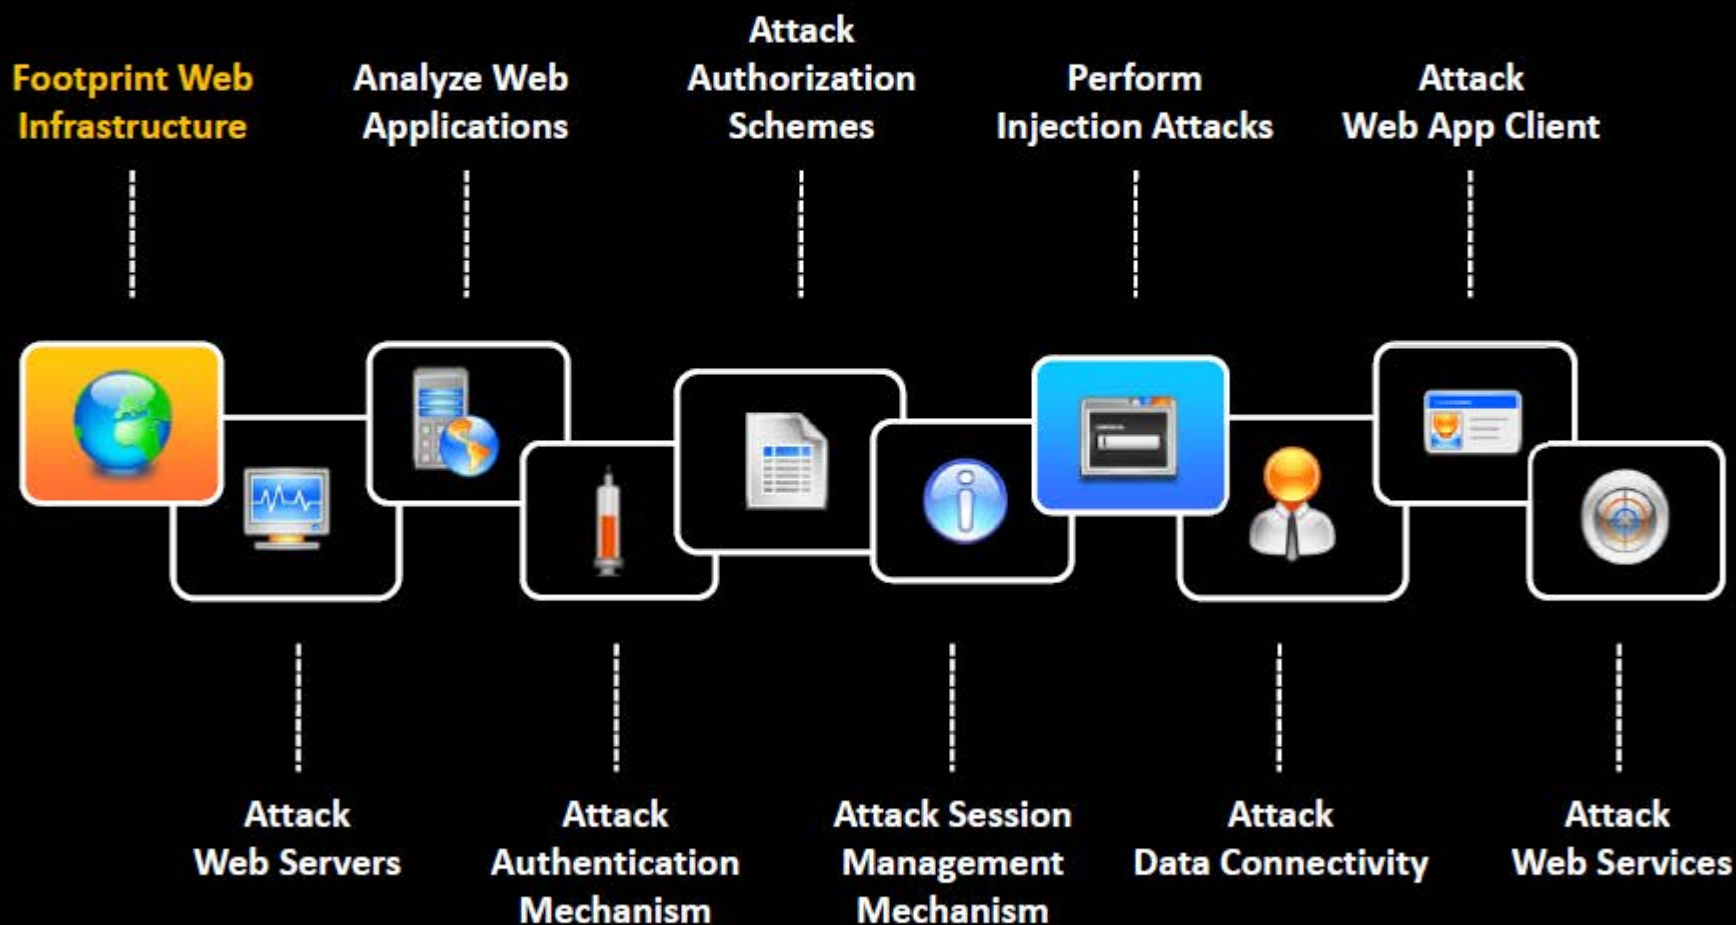 Footprint Web
Infrastructure
Analyze Web
Applications
Attack
Authorization
Schemes
Perform
Injection Attacks
Attack
Web App Client
Attack
Web Servers
Attack
Authentication
Mechanism
Attack Session
Management
Mechanism
Attack
Data Connectivity
Attack
Web Services